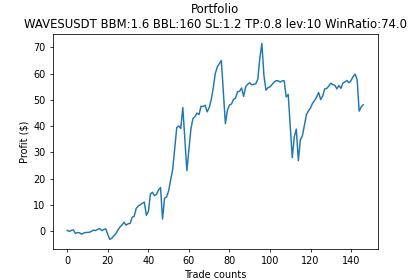 Portfolio
WAVESUSDT BBM:1.6 BBL:160 SL:1.2 TP:0.8 lev:10 WinRatio:74.0
70
60
50
40
30
20
10
0
Profit ($)
0 20 40 60 80 100 120 140
Trade counts